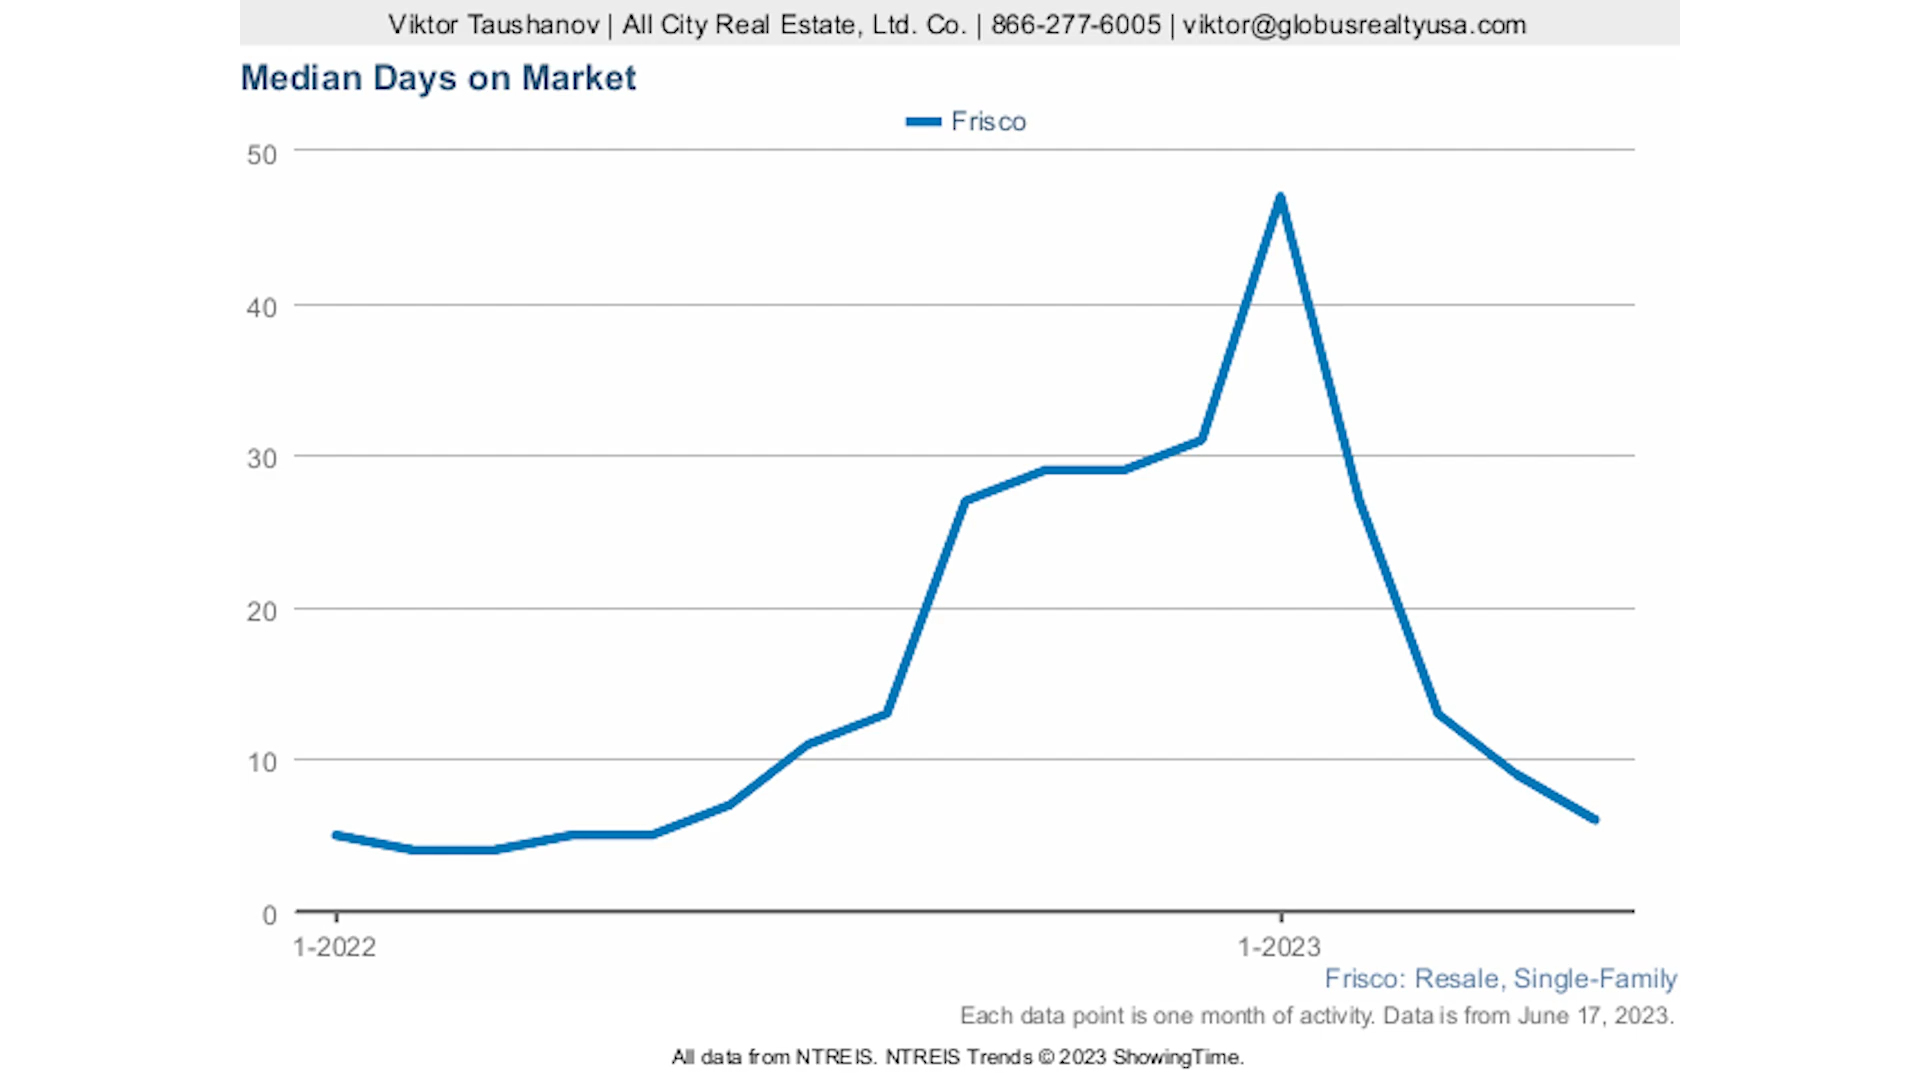 Viktor Taushanov | All City Real Estate, Ltd. Co. | 866-277-6005 | viktor@globusrealtyusa.com
Median Days on Market
Frisco
50
40
30
20
10
0
1-2022
1-2023
Frisco: Resale, Single-Family
Each data point is one month of activity. Data is from June 17, 2023.
All data from NTREIS. NTREIS Trends © 2023 ShowingTime.